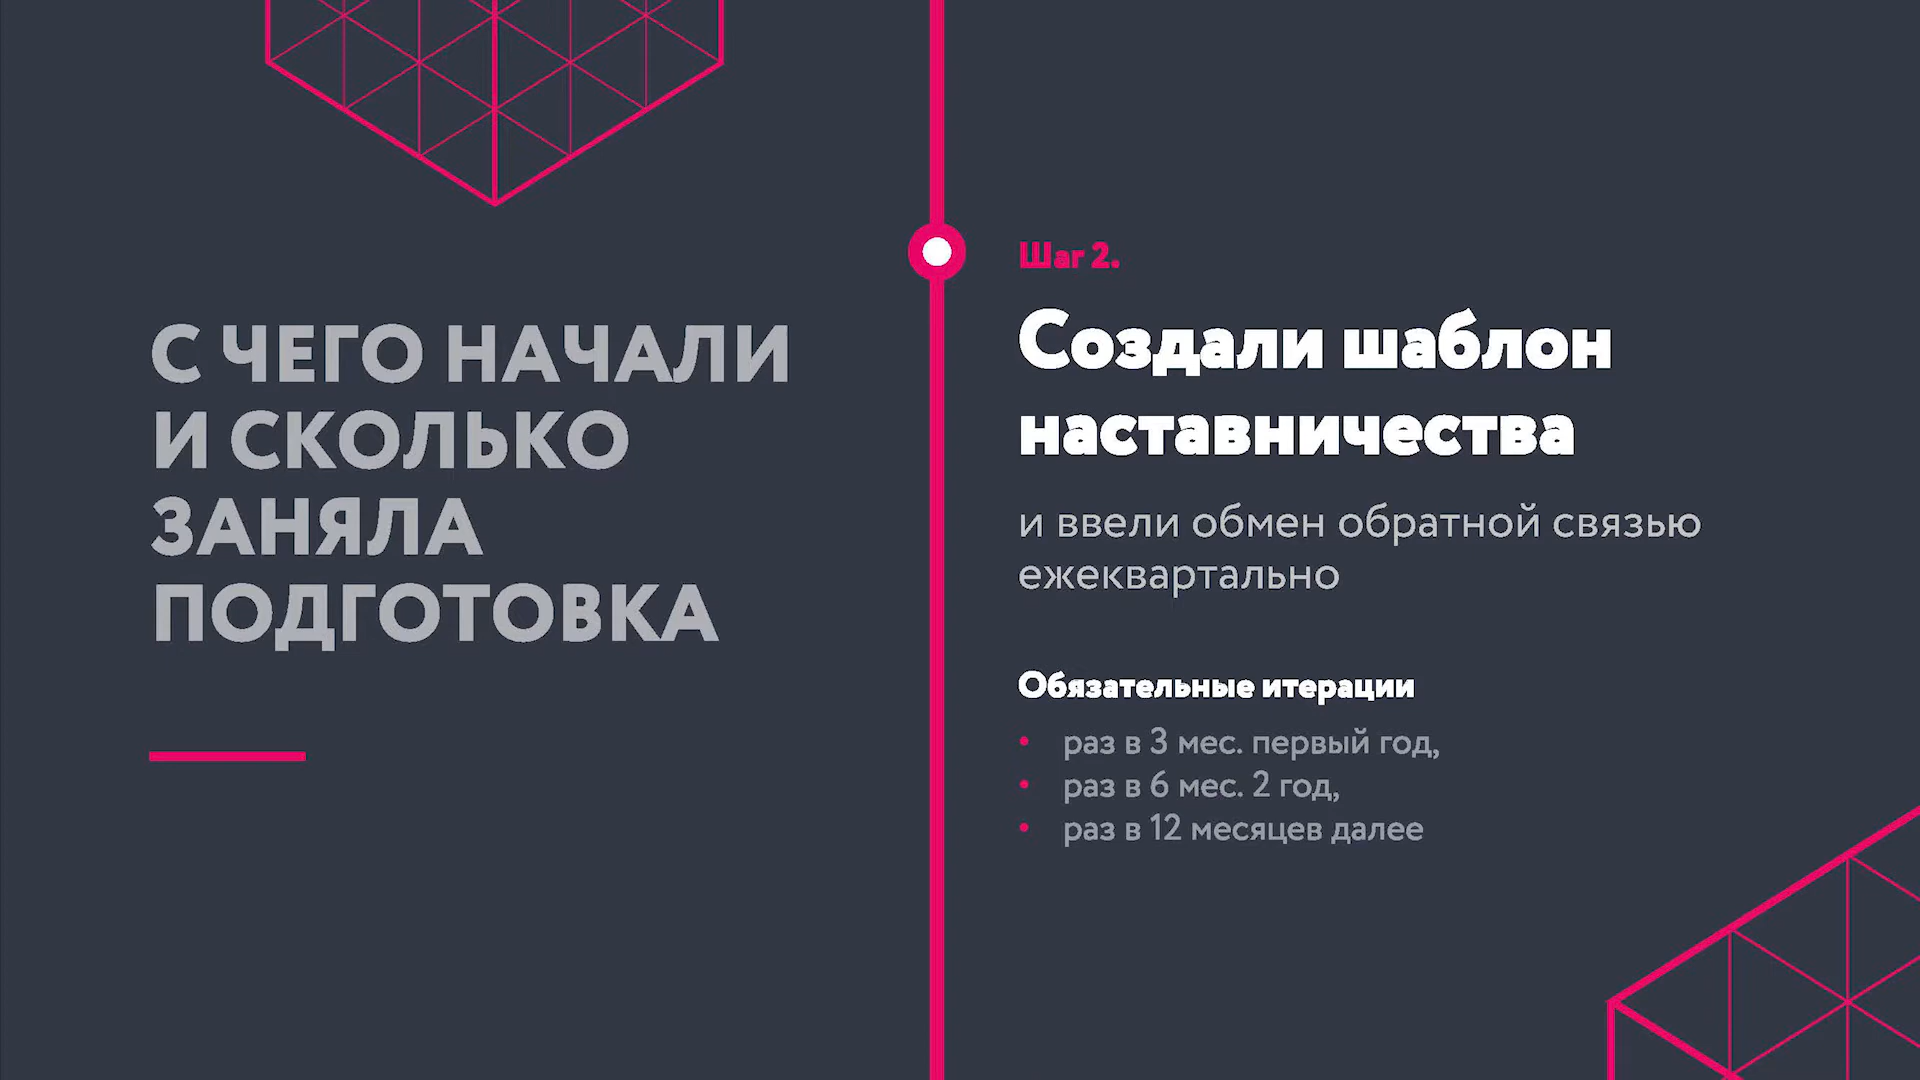 С ЧЕГО НАЧАЛИ
И СКОЛЬКО
ЗАНЯЛА
ПОДГОТОВКА
Шаг 2.
Создали шаблон
наставничества
и ввели обмен обратной связью
ежеквартально
Обязательные итерации
• раз в 3 мес. первый год,
• раз в 6 мес. 2 год,
• раз в 12 месяцев далее